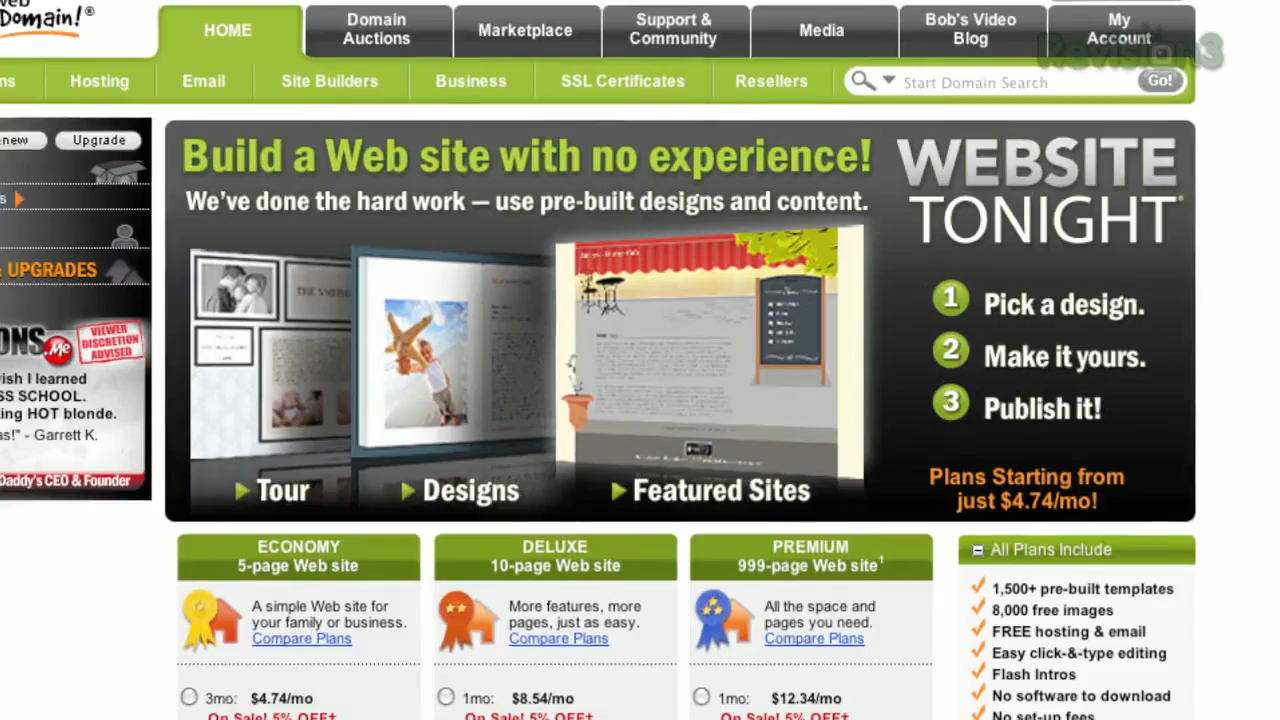 Domain!®
HOME
Domain
Auctions
Marketplace
Support &
Community
Media
Bob's Video
Blog
My
Account
Revision3
ns
Hosting
Email
Site Builders
Business
SSL Certificates
Resellers
Start Domain Search
Go!
enew
Upgrade
s
& UPGRADES
ONS.Me
VIEWER
DISCRETION
ADVISED
wish I learned
SS SCHOOL.
king HOT blonde.
as!" - Garrett K.
Daddy's CEO & Founder
Build a Web site with no experience!
We've done the hard work — use pre-built designs and content.
Tour
Designs
Featured Sites
WEBSITE
TONIGHT®
1 Pick a design.
2 Make it yours.
3 Publish it!
Plans Starting from
just $4.74/mo!
ECONOMY
5-page Web site
A simple Web site for
your family or business.
Compare Plans
3mo: $4.74/mo
On Sale! 5% OFF†
DELUXE
10-page Web site
More features, more
pages, just as easy.
Compare Plans
1mo: $8.54/mo
On Sale! 5% OFF†
PREMIUM
999-page Web site¹
All the space and
pages you need.
Compare Plans
1mo: $12.34/mo
On Sale! 5% OFF†
All Plans Include
1,500+ pre-built templates
8,000 free images
FREE hosting & email
Easy click-&-type editing
Flash Intros
No software to download
No set-up fees